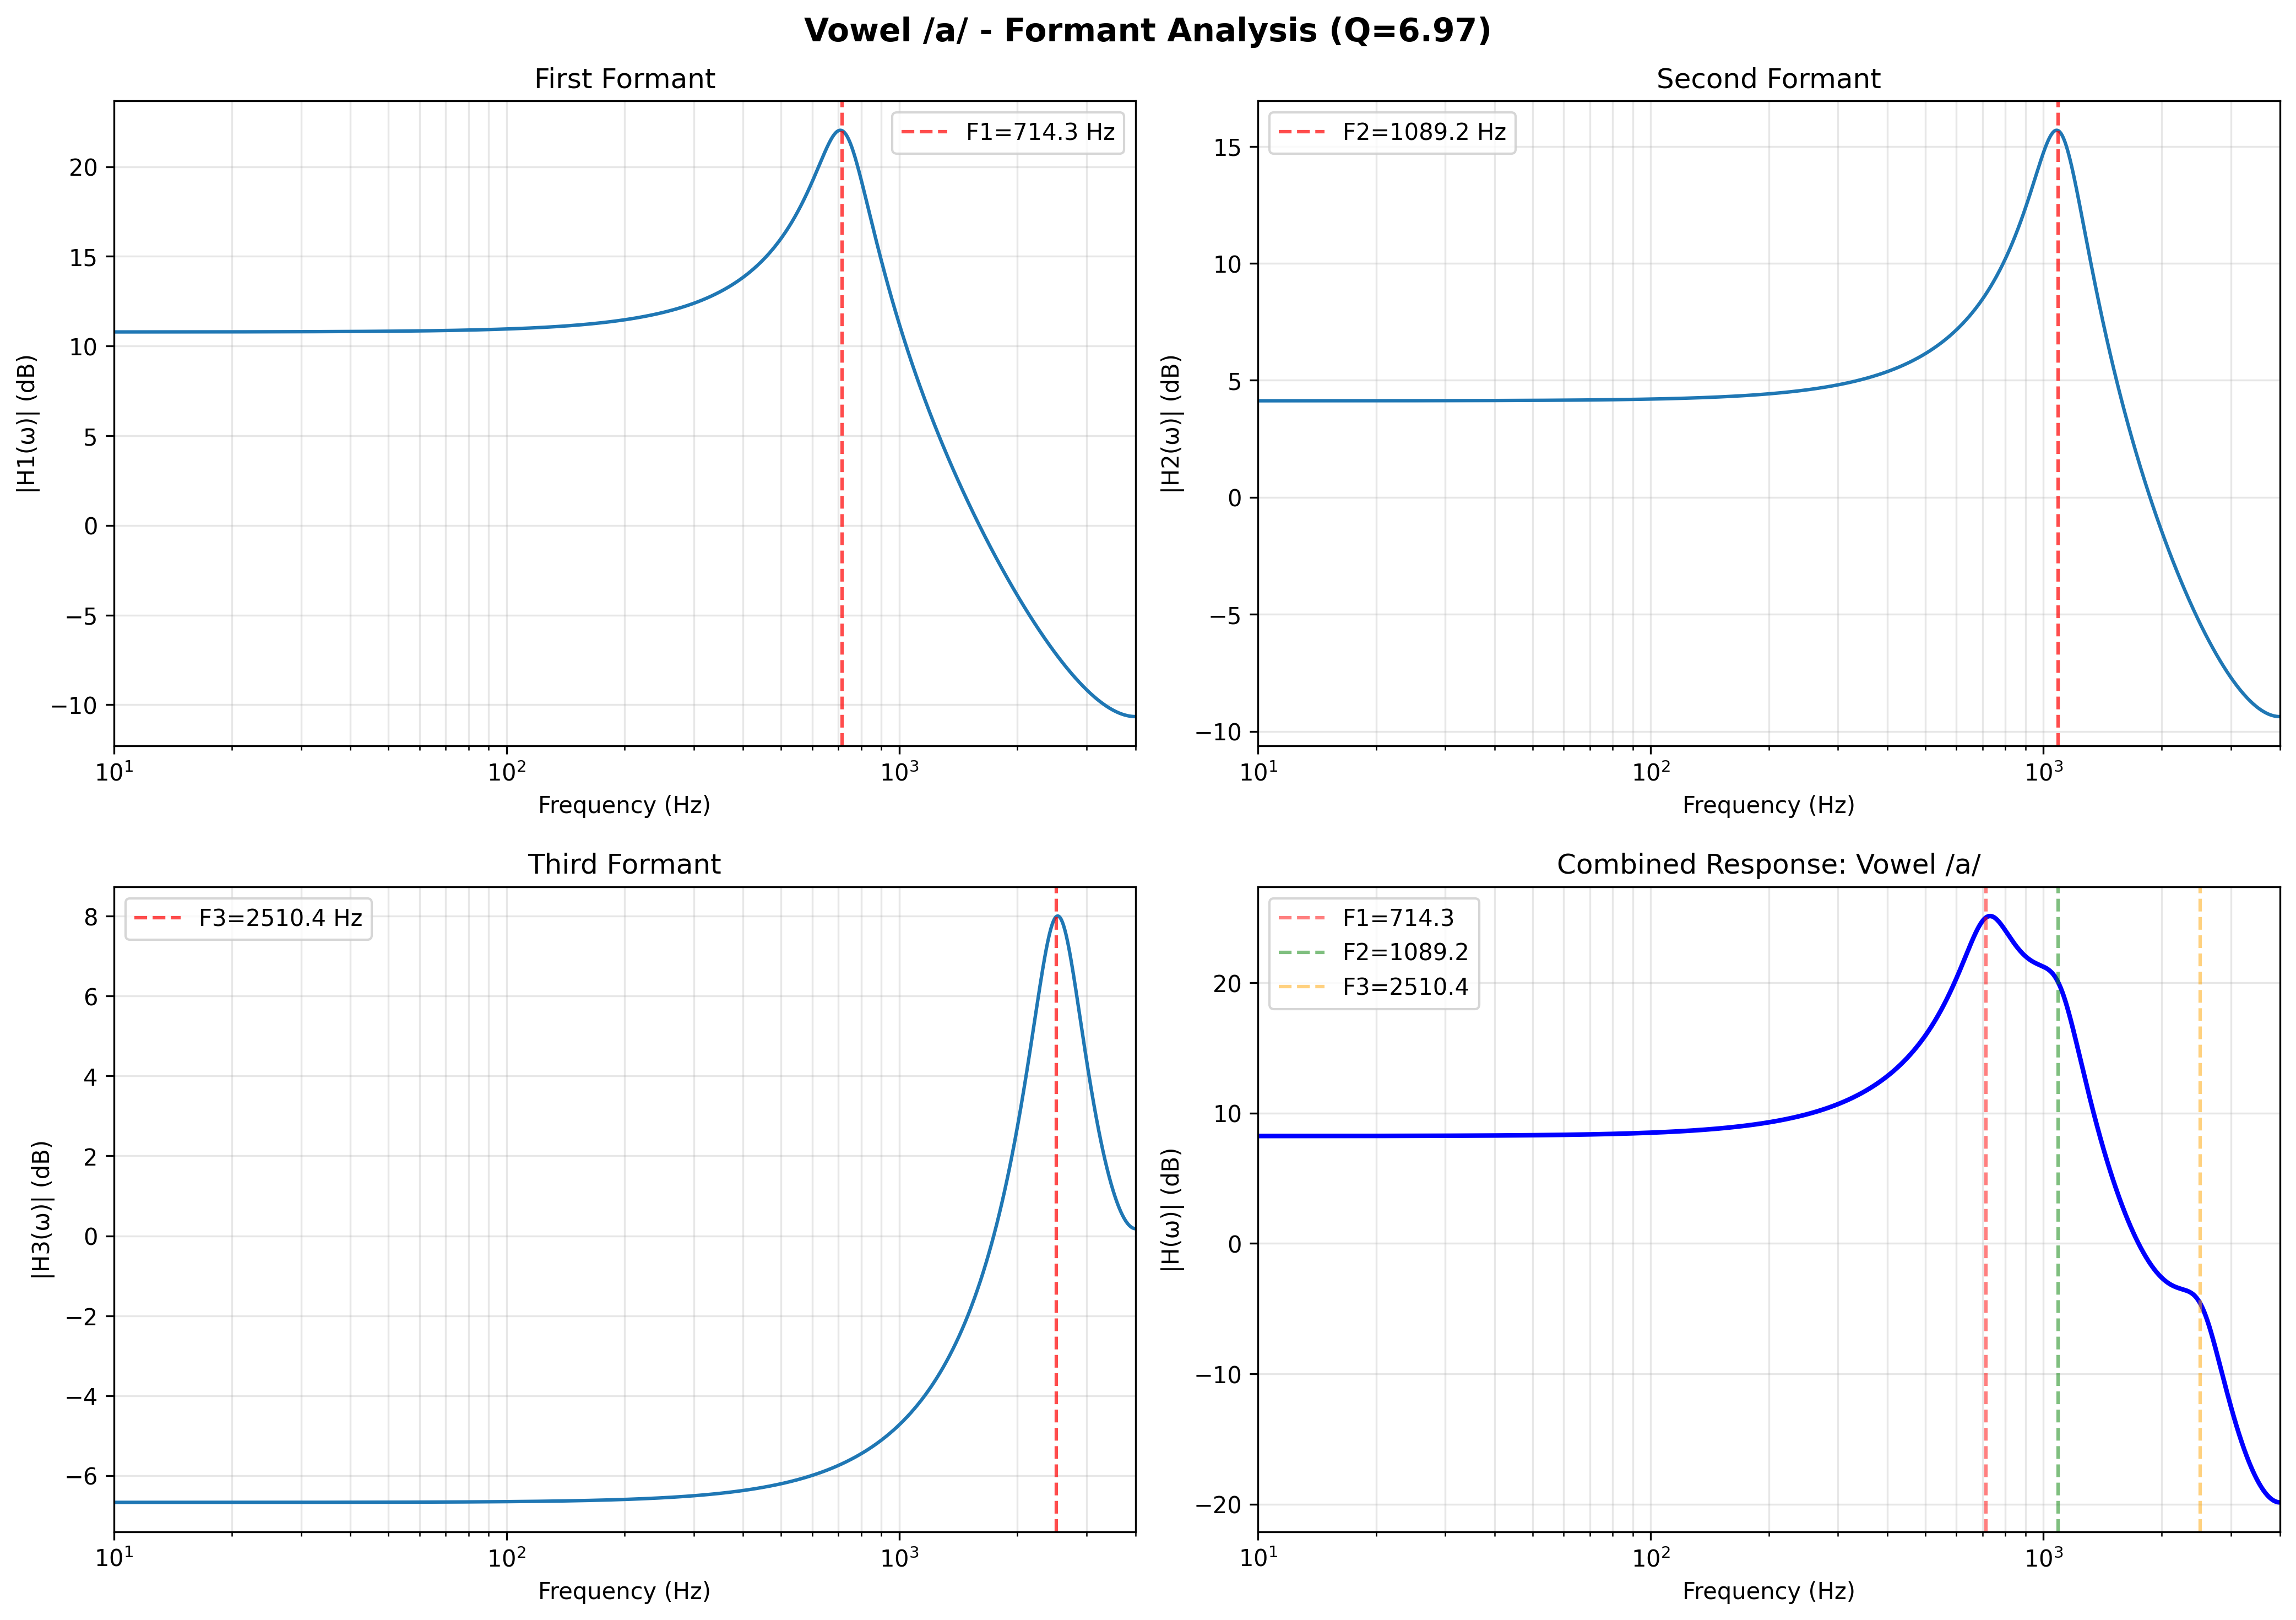 Vowel /a/ - Formant Analysis (Q=6.97)
First Formant
F1=714.3 Hz
|H1(ω)| (dB)
20
15
10
5
0
−5
−10
10¹ 10² 10³
Frequency (Hz)
Second Formant
F2=1089.2 Hz
|H2(ω)| (dB)
15
10
5
0
−5
−10
10¹ 10² 10³
Frequency (Hz)
Third Formant
F3=2510.4 Hz
|H3(ω)| (dB)
8
6
4
2
0
−2
−4
−6
10¹ 10² 10³
Frequency (Hz)
Combined Response: Vowel /a/
F1=714.3
F2=1089.2
F3=2510.4
|H(ω)| (dB)
20
10
0
−10
−20
10¹ 10² 10³
Frequency (Hz)